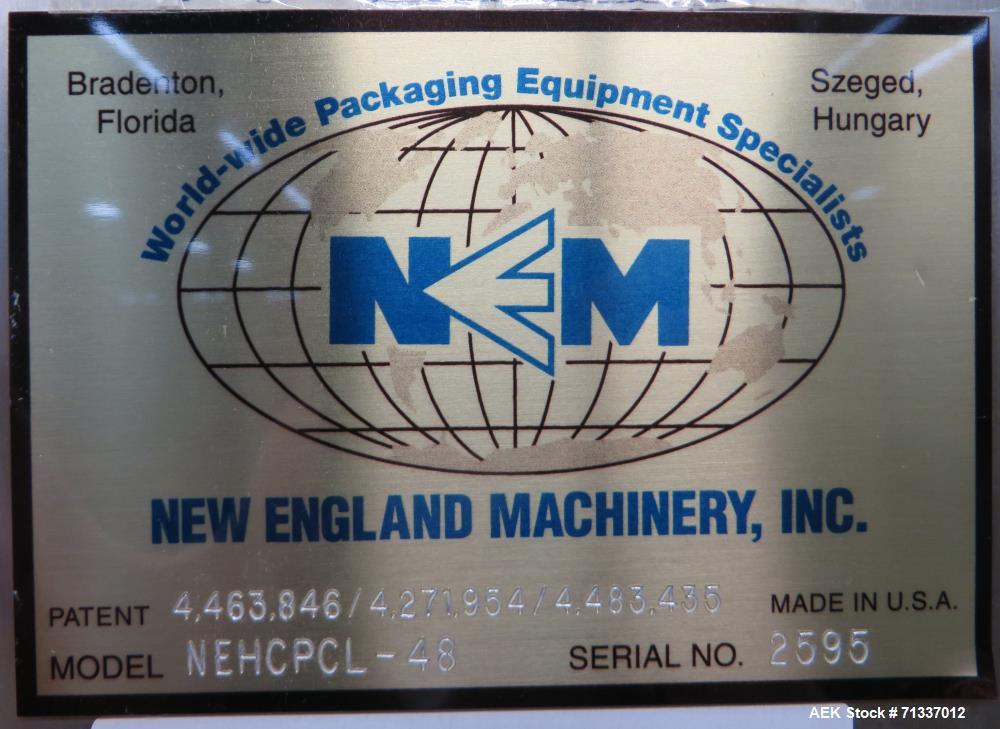 Bradenton,
Florida
World-wide Packaging Equipment Specialists
Szeged,
Hungary
NEM
NEW ENGLAND MACHINERY, INC.
PATENT 4,463,846/4,271,954/4,483,435 MADE IN U.S.A.
MODEL NEHCPCL-48 SERIAL NO. 2595
AEK Stock # 71337012